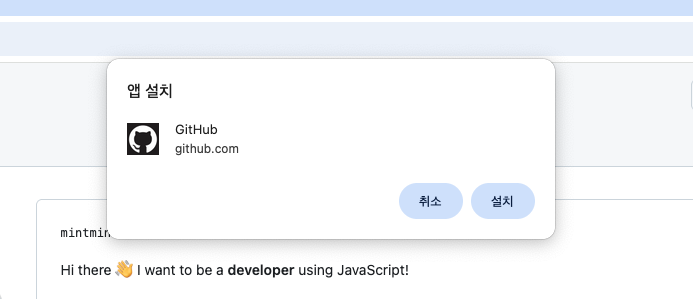 앱 설치
GitHub
github.com
취소 설치
mintmin
Hi there 👋 I want to be a developer using JavaScript!